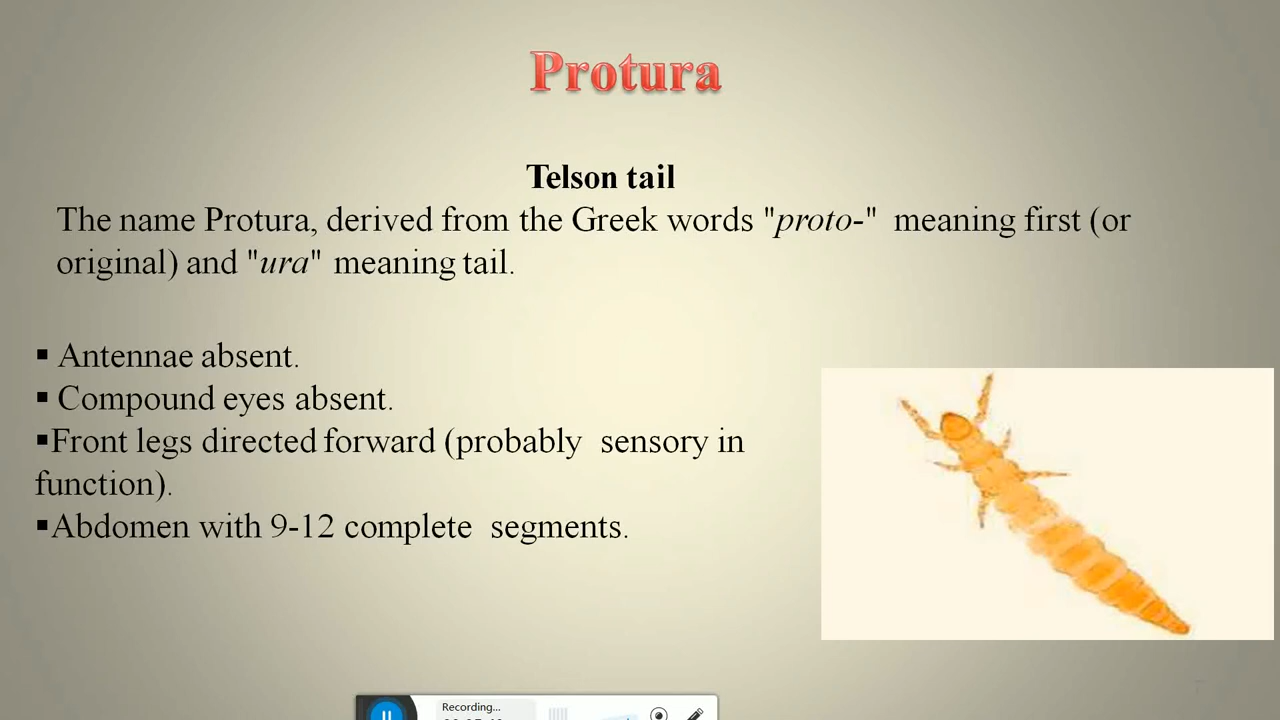 Protura
Telson tail
The name Protura, derived from the Greek words "proto-" meaning first (or
original) and "ura" meaning tail.
▪ Antennae absent.
▪ Compound eyes absent.
▪Front legs directed forward (probably sensory in
function).
▪Abdomen with 9-12 complete segments.
Recording...